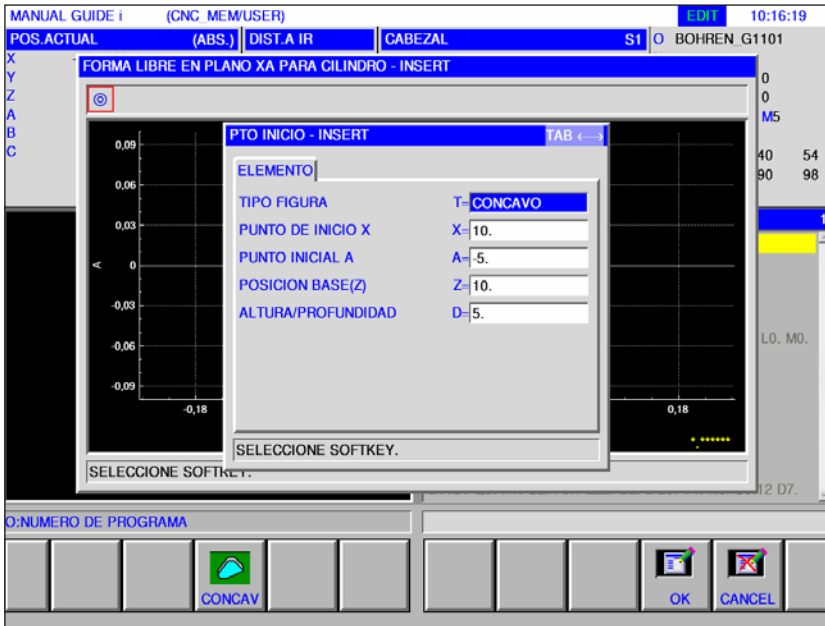 MANUAL GUIDE i (CNC_MEM/USER) EDIT 10:16:19
POS.ACTUAL (ABS.) DIST.A IR CABEZAL S1 O BOHREN_G1101
X
Y
Z
A
B
C
0
0
M5
40 54
90 98
FORMA LIBRE EN PLANO XA PARA CILINDRO - INSERT
PTO INICIO - INSERT TAB
ELEMENTO
TIPO FIGURA T= CONCAVO
PUNTO DE INICIO X X= 10.
PUNTO INICIAL A A= -5.
POSICION BASE(Z) Z= 10.
ALTURA/PROFUNDIDAD D= 5.
SELECCIONE SOFTKEY.
0,09
0,06
0,03
A 0
-0,03
-0,06
-0,09
-0,18 0,18
*.******
SELECCIONE
L0. M0.
12 D7.
O:NUMERO DE PROGRAMA
CONCAV OK CANCEL